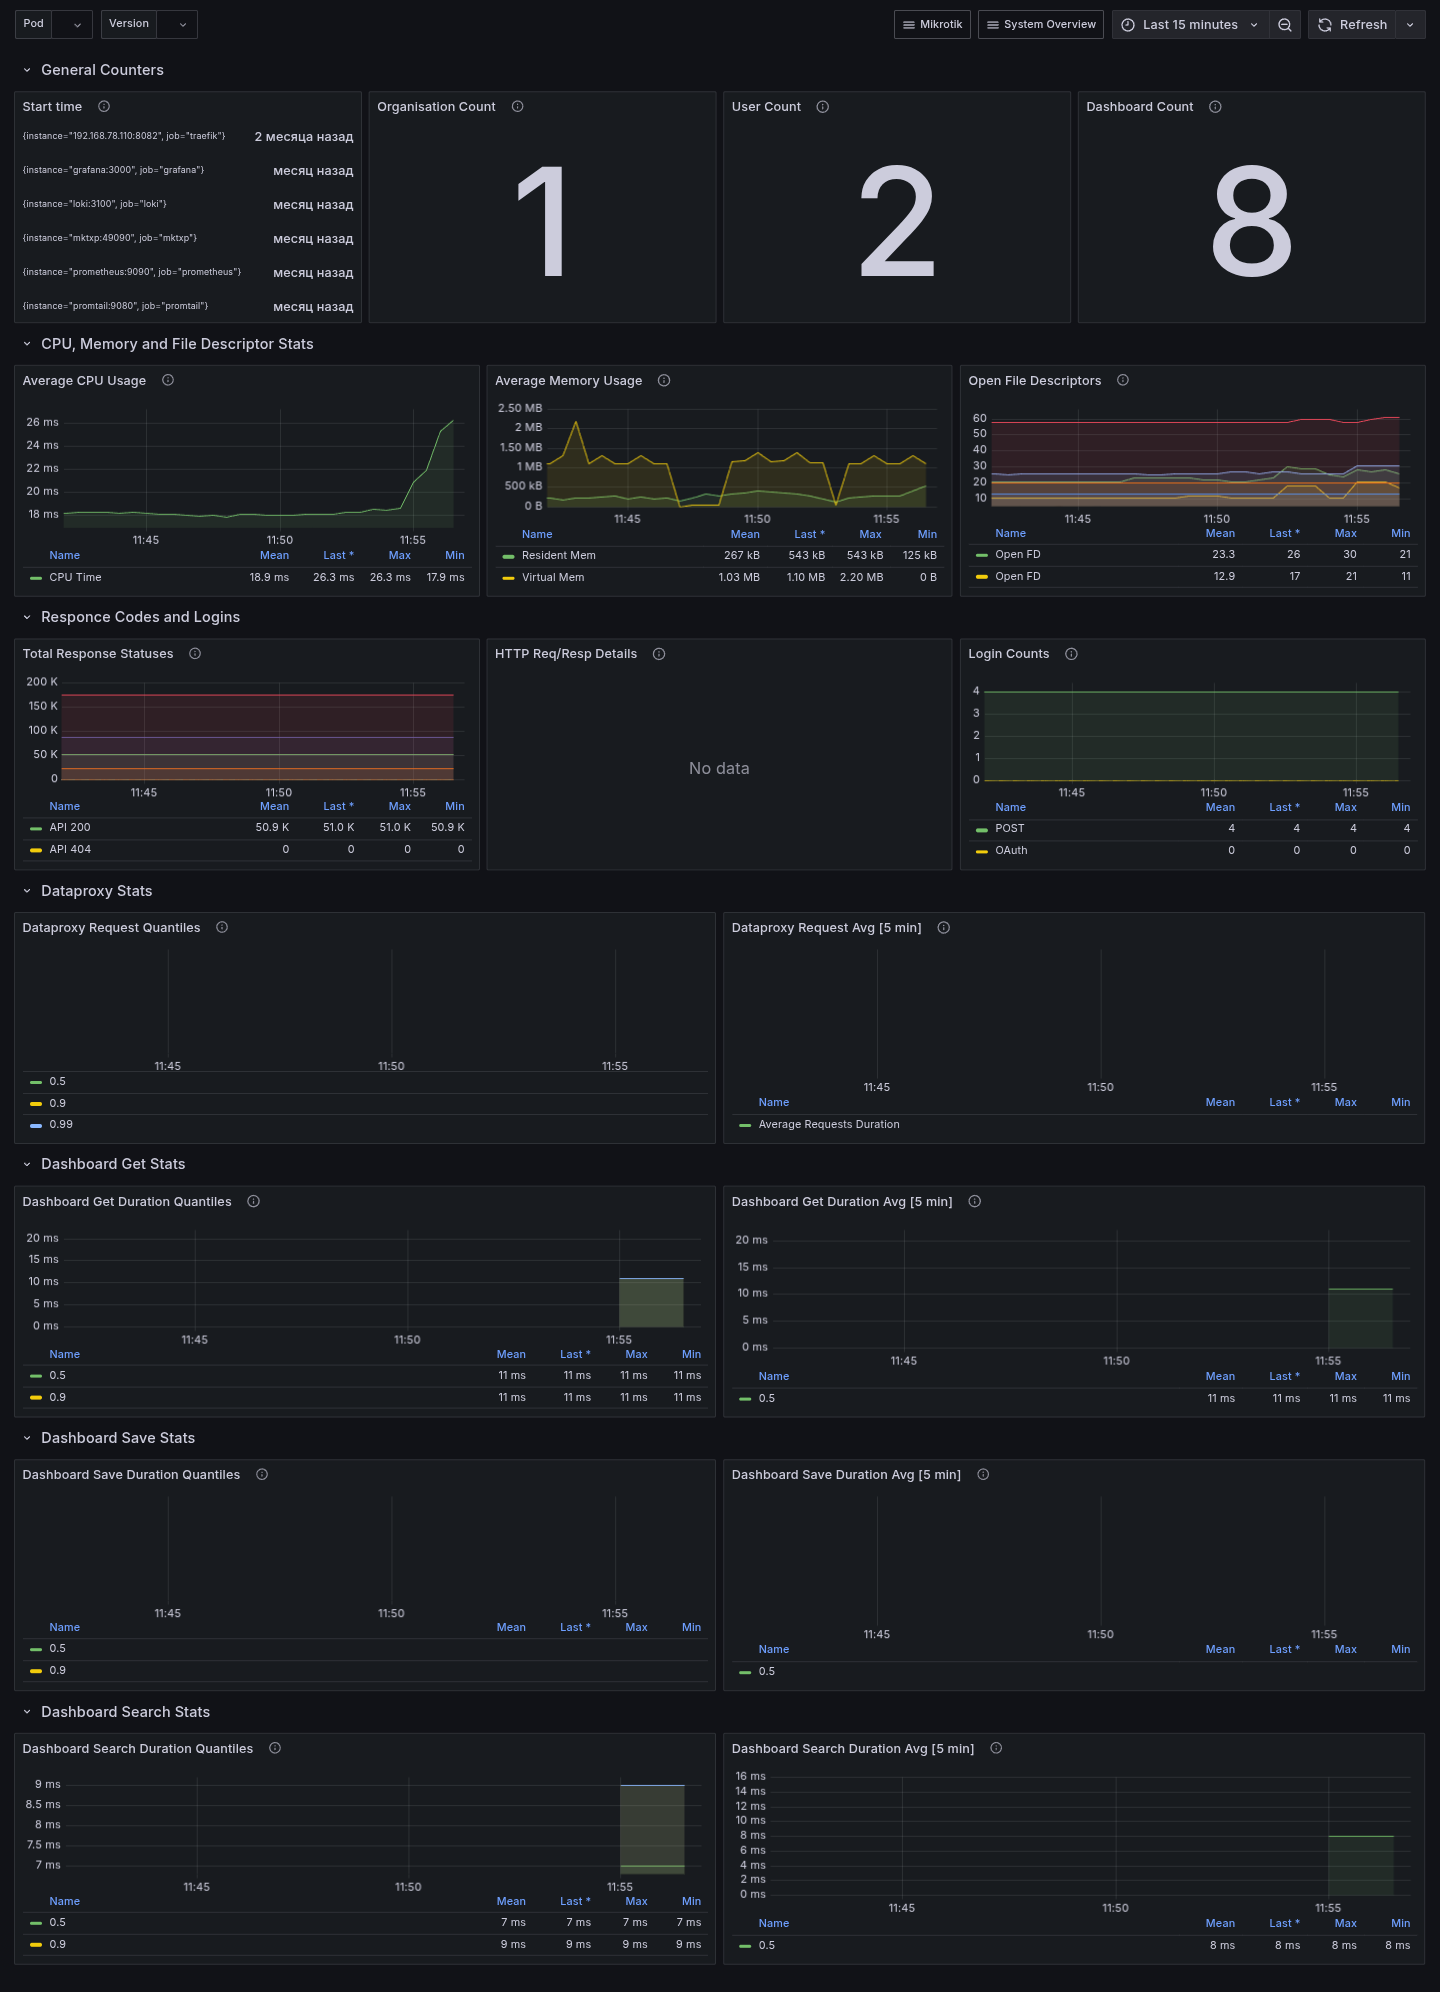 Pod Version Mikrotik System Overview Last 15 minutes Refresh
General Counters
Start time
{instance="192.168.78.110:8082", job="traefik"} 2 месяца назад
{instance="grafana:3000", job="grafana"} месяц назад
{instance="loki:3100", job="loki"} месяц назад
{instance="mktxp:49090", job="mktxp"} месяц назад
{instance="prometheus:9090", job="prometheus"} месяц назад
{instance="promtail:9080", job="promtail"} месяц назад
Organisation Count
1
User Count
2
Dashboard Count
8
CPU, Memory and File Descriptor Stats
Average CPU Usage
26 ms
24 ms
22 ms
20 ms
18 ms
11:45 11:50 11:55
Name Mean Last * Max Min
CPU Time 18.9 ms 26.3 ms 26.3 ms 17.9 ms
Average Memory Usage
2.50 MB
2 MB
1.50 MB
1 MB
500 kB
0 B
11:45 11:50 11:55
Name Mean Last * Max Min
Resident Mem 267 kB 543 kB 543 kB 125 kB
Virtual Mem 1.03 MB 1.10 MB 2.20 MB 0 B
Open File Descriptors
60
50
40
30
20
10
11:45 11:50 11:55
Name Mean Last * Max Min
Open FD 23.3 26 30 21
Open FD 12.9 17 21 11
Responce Codes and Logins
Total Response Statuses
200 K
150 K
100 K
50 K
0
11:45 11:50 11:55
Name Mean Last * Max Min
API 200 50.9 K 51.0 K 51.0 K 50.9 K
API 404 0 0 0 0
HTTP Req/Resp Details
No data
Login Counts
4
3
2
1
0
11:45 11:50 11:55
Name Mean Last * Max Min
POST 4 4 4 4
OAuth 0 0 0 0
Dataproxy Stats
Dataproxy Request Quantiles
11:45 11:50 11:55
0.5
0.9
0.99
Dataproxy Request Avg [5 min]
11:45 11:50 11:55
Name Mean Last * Max Min
Average Requests Duration
Dashboard Get Stats
Dashboard Get Duration Quantiles
20 ms
15 ms
10 ms
5 ms
0 ms
11:45 11:50 11:55
Name Mean Last * Max Min
0.5 11 ms 11 ms 11 ms 11 ms
0.9 11 ms 11 ms 11 ms 11 ms
Dashboard Get Duration Avg [5 min]
20 ms
15 ms
10 ms
5 ms
0 ms
11:45 11:50 11:55
Name Mean Last * Max Min
0.5 11 ms 11 ms 11 ms 11 ms
Dashboard Save Stats
Dashboard Save Duration Quantiles
11:45 11:50 11:55
Name Mean Last * Max Min
0.5
0.9
Dashboard Save Duration Avg [5 min]
11:45 11:50 11:55
Name Mean Last * Max Min
0.5
Dashboard Search Stats
Dashboard Search Duration Quantiles
9 ms
8.5 ms
8 ms
7.5 ms
7 ms
11:45 11:50 11:55
Name Mean Last * Max Min
0.5 7 ms 7 ms 7 ms 7 ms
0.9 9 ms 9 ms 9 ms 9 ms
Dashboard Search Duration Avg [5 min]
16 ms
14 ms
12 ms
10 ms
8 ms
6 ms
4 ms
2 ms
0 ms
11:45 11:50 11:55
Name Mean Last * Max Min
0.5 8 ms 8 ms 8 ms 8 ms